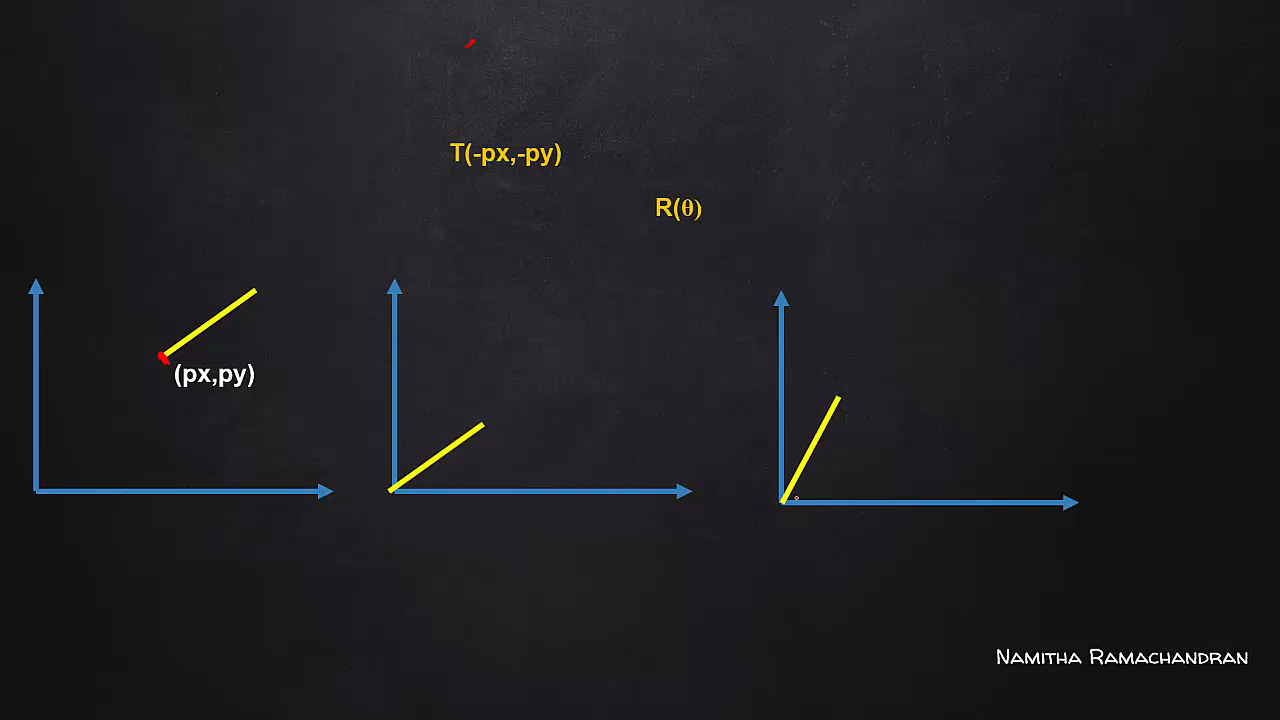 T(-px,-py)
R(θ)
(px,py)
Namitha Ramachandran